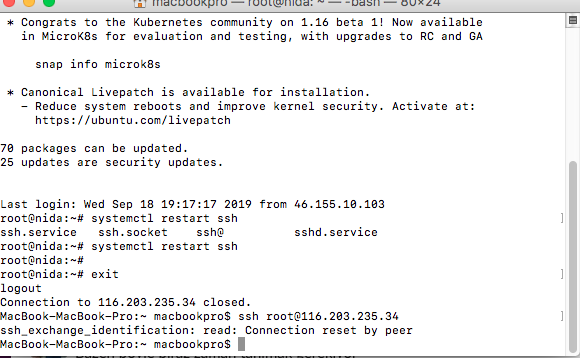 macbookpro — root@nida: ~ — -bash — 80×24
* Congrats to the Kubernetes community on 1.16 beta 1! Now available
in MicroK8s for evaluation and testing, with upgrades to RC and GA
snap info microk8s
* Canonical Livepatch is available for installation.
- Reduce system reboots and improve kernel security. Activate at:
https://ubuntu.com/livepatch
70 packages can be updated.
25 updates are security updates.
Last login: Wed Sep 18 19:17:17 2019 from 46.155.10.103
root@nida:~# systemctl restart ssh
ssh.service ssh.socket ssh@ sshd.service
root@nida:~# systemctl restart ssh
root@nida:~#
root@nida:~# exit
logout
Connection to 116.203.235.34 closed.
MacBook-MacBook-Pro:~ macbookpro$ ssh root@116.203.235.34
ssh_exchange_identification: read: Connection reset by peer
MacBook-MacBook-Pro:~ macbookpro$